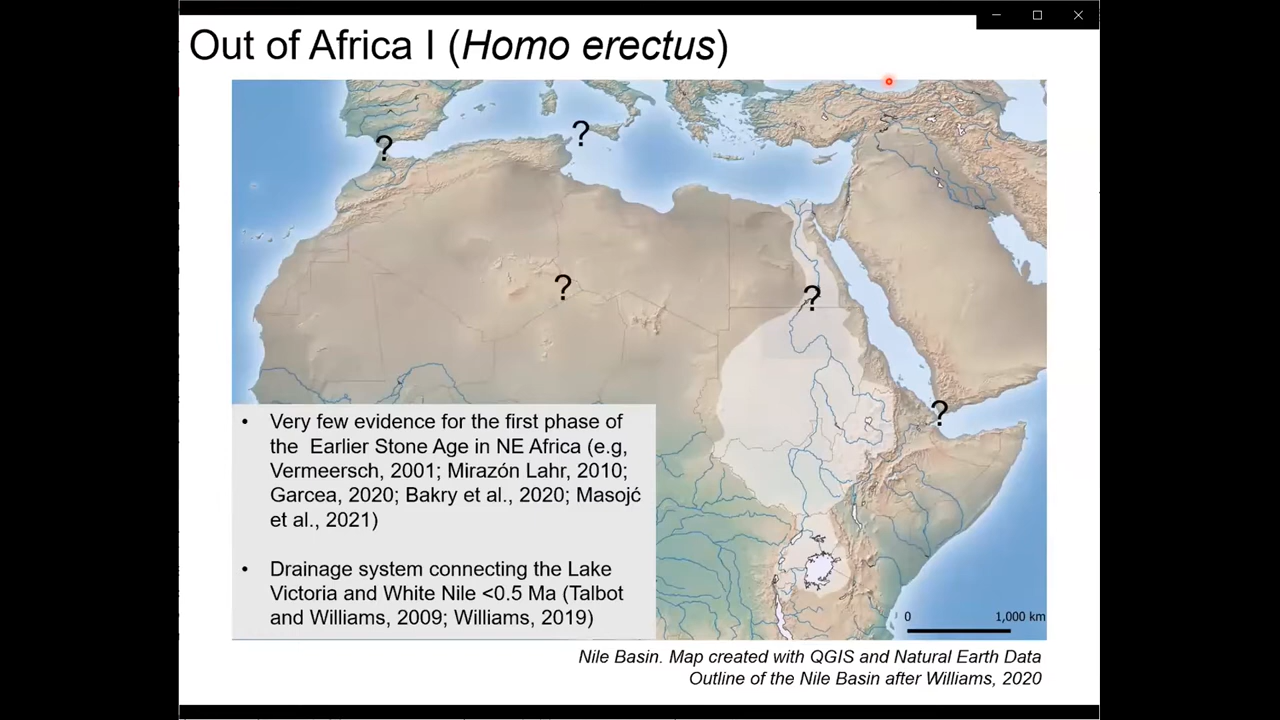 Out of Africa I (Homo erectus)
?
?
?
?
?
• Very few evidence for the first phase of
the Earlier Stone Age in NE Africa (e.g,
Vermeersch, 2001; Mirazón Lahr, 2010;
Garcea, 2020; Bakry et al., 2020; Masojć
et al., 2021)
• Drainage system connecting the Lake
Victoria and White Nile <0.5 Ma (Talbot
and Williams, 2009; Williams, 2019)
0 1,000 km
Nile Basin. Map created with QGIS and Natural Earth Data
Outline of the Nile Basin after Williams, 2020